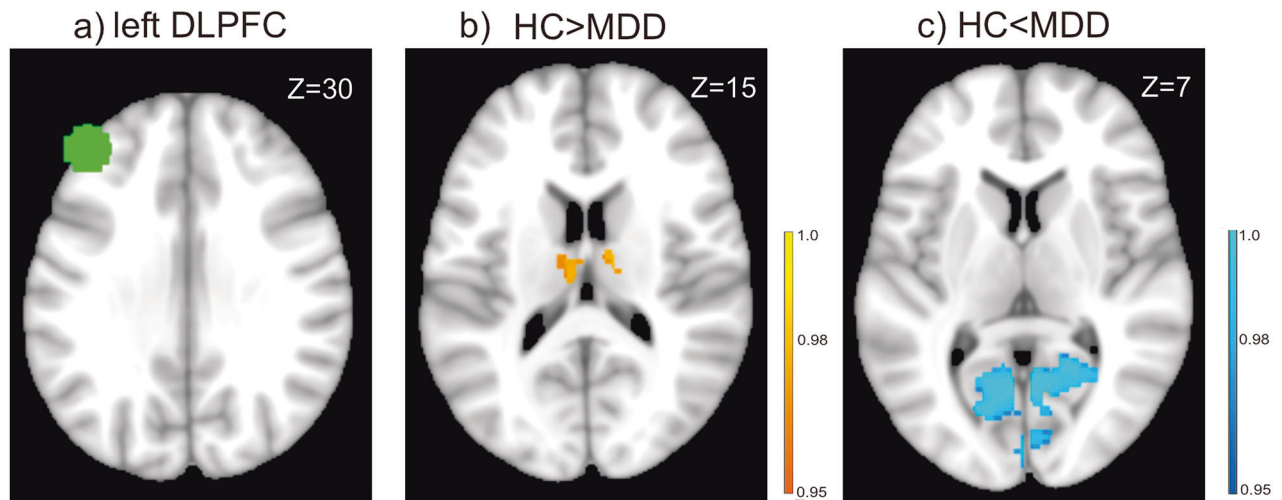 a) left DLPFC
b) HC>MDD
c) HC<MDD
Z=30
Z=15
Z=7
1.0
0.98
0.95
1.0
0.98
0.95